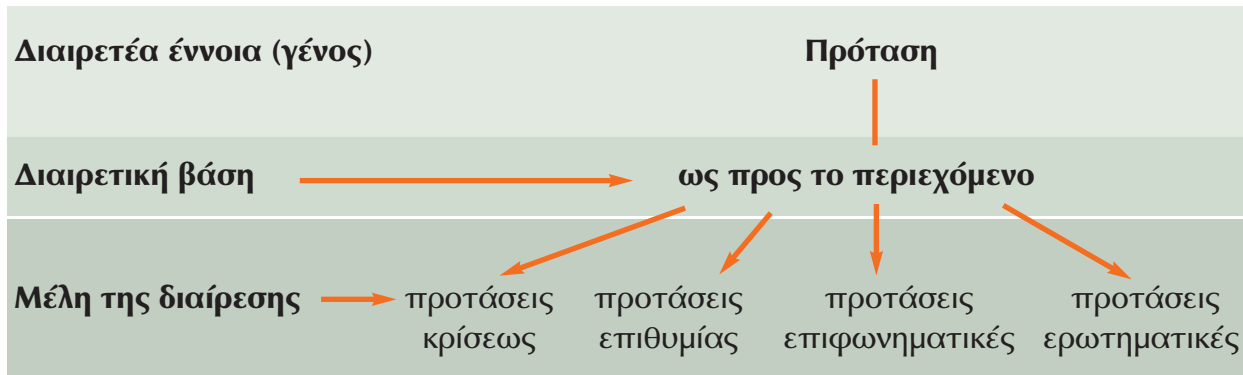 Διαιρετέα έννοια (γένος) Πρόταση
Διαιρετική βάση ως προς το περιεχόμενο
Μέλη της διαίρεσης προτάσεις προτάσεις προτάσεις προτάσεις
κρίσεως επιθυμίας επιφωνηματικές ερωτηματικές